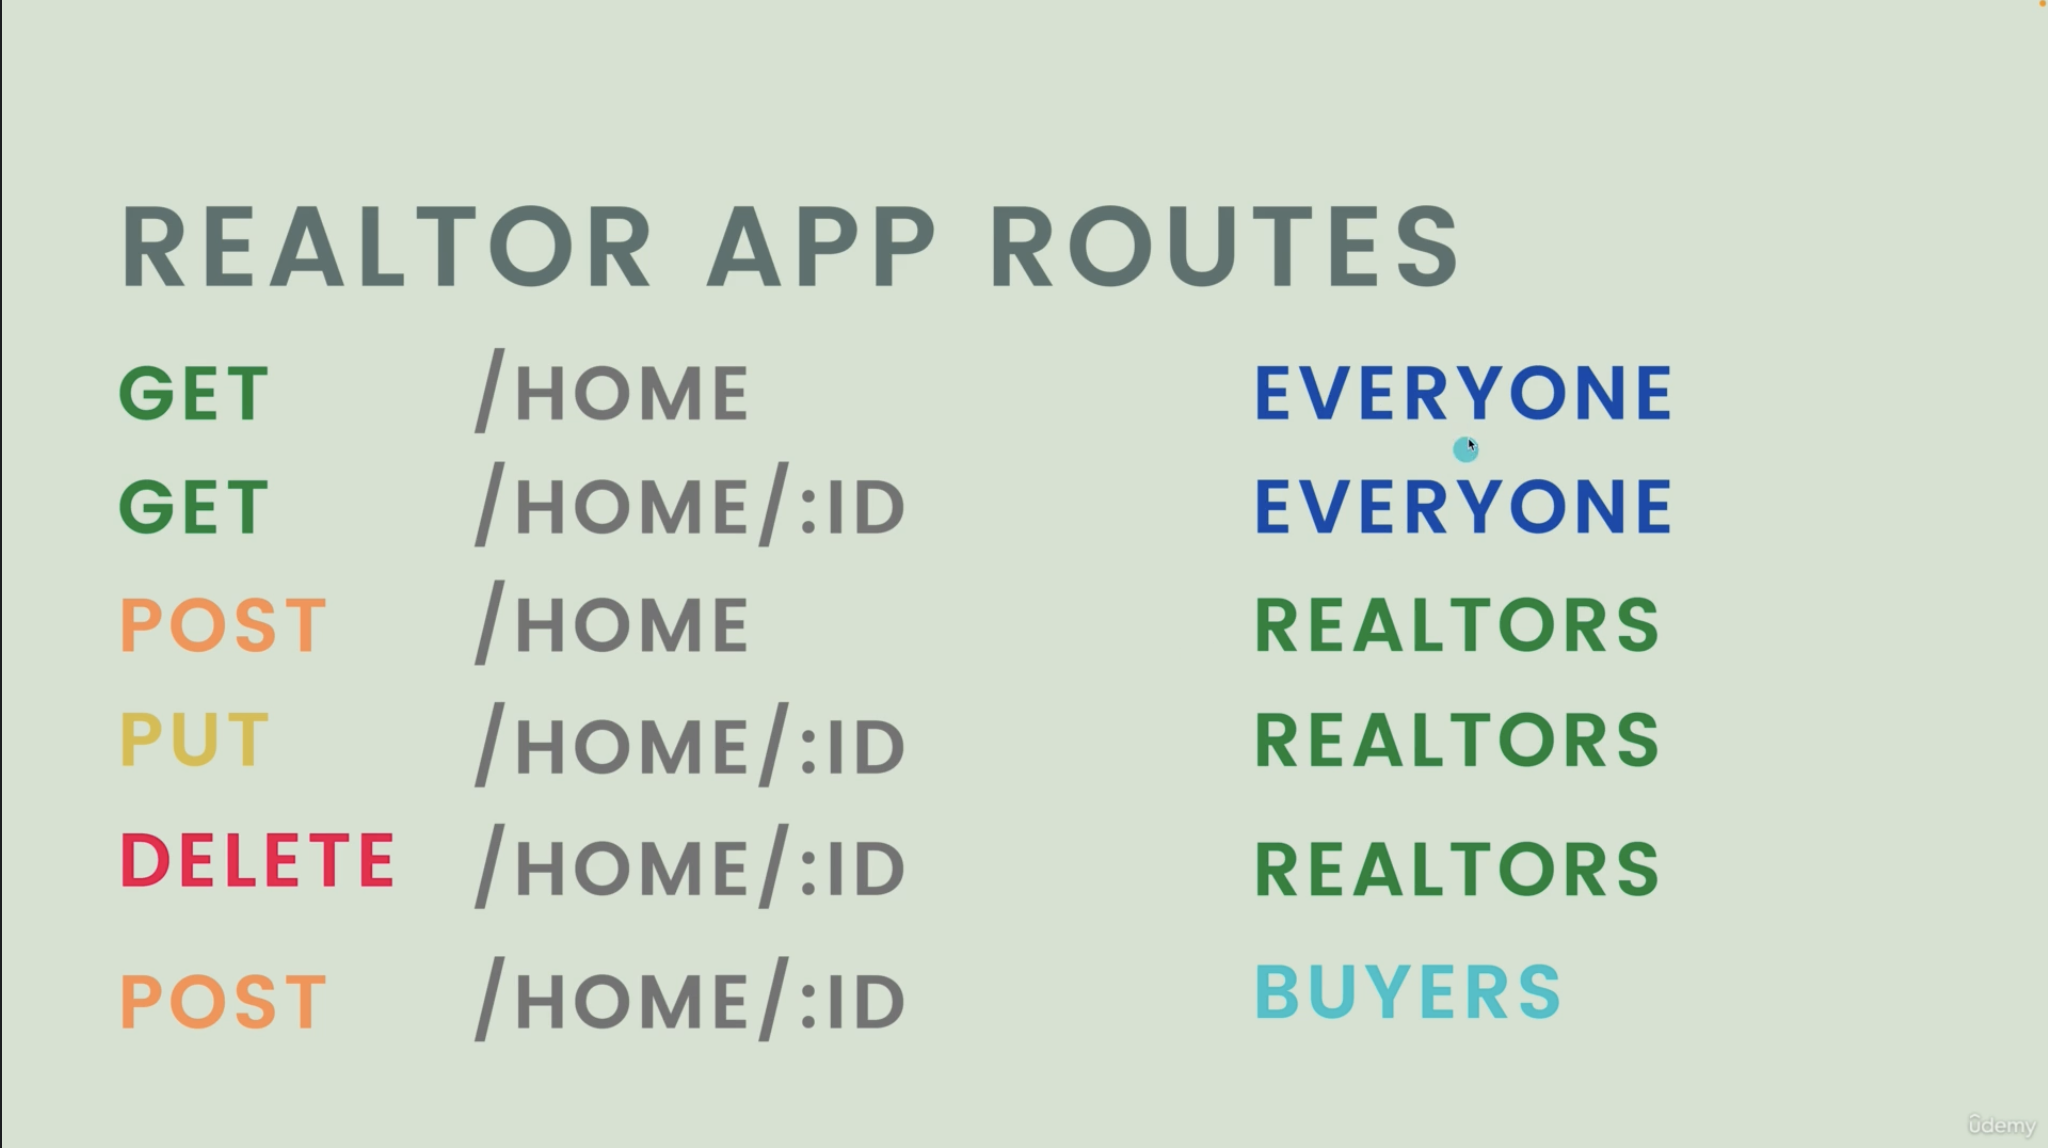 REALTOR APP ROUTES
GET /HOME EVERYONE
GET /HOME/:ID EVERYONE
POST /HOME REALTORS
PUT /HOME/:ID REALTORS
DELETE /HOME/:ID REALTORS
POST /HOME/:ID BUYERS
ûdemy